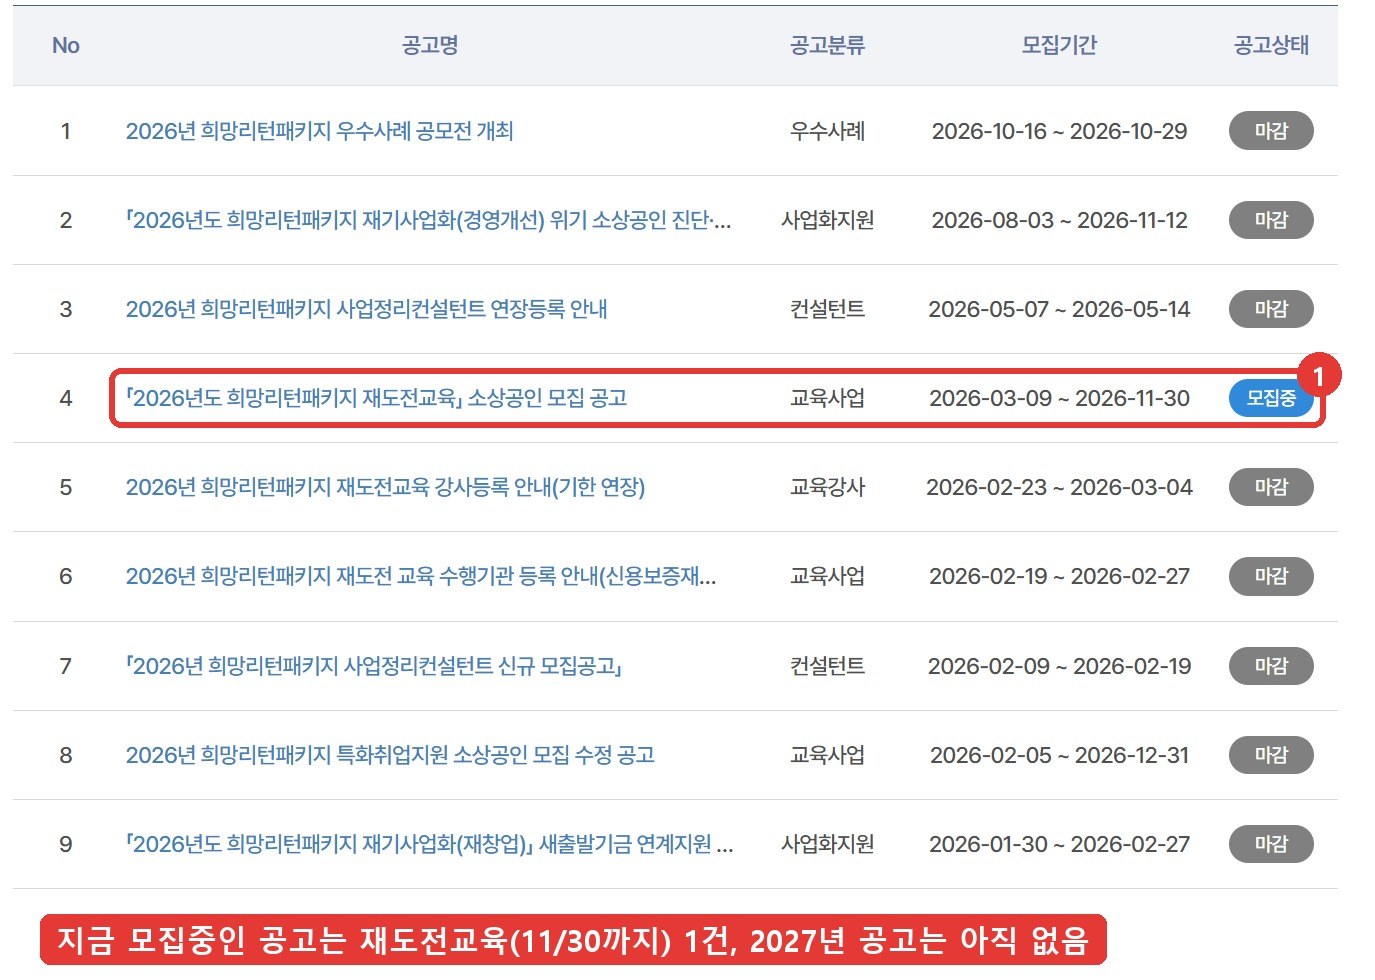 No 공고명 공고분류 모집기간 공고상태
1 2026년 희망리턴패키지 우수사례 공모전 개최 우수사례 2026-10-16 ~ 2026-10-29 마감
2 「2026년도 희망리턴패키지 재기사업화(경영개선) 위기 소상공인 진단·... 사업화지원 2026-08-03 ~ 2026-11-12 마감
3 2026년 희망리턴패키지 사업정리컨설턴트 연장등록 안내 컨설턴트 2026-05-07 ~ 2026-05-14 마감
1
4 「2026년도 희망리턴패키지 재도전교육」 소상공인 모집 공고 교육사업 2026-03-09 ~ 2026-11-30 모집중
5 2026년 희망리턴패키지 재도전교육 강사등록 안내(기한 연장) 교육강사 2026-02-23 ~ 2026-03-04 마감
6 2026년 희망리턴패키지 재도전 교육 수행기관 등록 안내(신용보증재... 교육사업 2026-02-19 ~ 2026-02-27 마감
7 「2026년 희망리턴패키지 사업정리컨설턴트 신규 모집공고」 컨설턴트 2026-02-09 ~ 2026-02-19 마감
8 2026년 희망리턴패키지 특화취업지원 소상공인 모집 수정 공고 교육사업 2026-02-05 ~ 2026-12-31 마감
9 「2026년도 희망리턴패키지 재기사업화(재창업)」 새출발기금 연계지원 ... 사업화지원 2026-01-30 ~ 2026-02-27 마감
지금 모집중인 공고는 재도전교육(11/30까지) 1건, 2027년 공고는 아직 없음